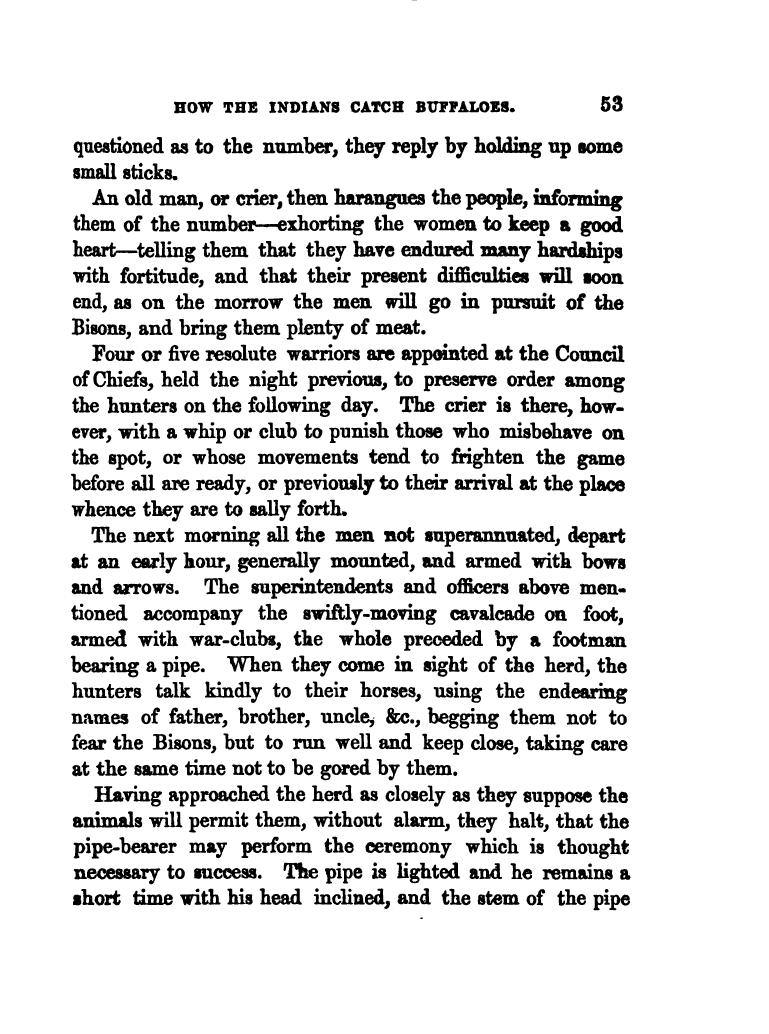 HOW THE INDIANS CATCH BUFFALOES. 53
questioned as to the number, they reply by holding up some
small sticks.
An old man, or crier, then harangues the people, informing
them of the number—exhorting the women to keep a good
heart—telling them that they have endured many hardships
with fortitude, and that their present difficulties will soon
end, as on the morrow the men will go in pursuit of the
Bisons, and bring them plenty of meat.
Four or five resolute warriors are appointed at the Council
of Chiefs, held the night previous, to preserve order among
the hunters on the following day. The crier is there, how-
ever, with a whip or club to punish those who misbehave on
the spot, or whose movements tend to frighten the game
before all are ready, or previously to their arrival at the place
whence they are to sally forth.
The next morning all the men not superannuated, depart
at an early hour, generally mounted, and armed with bows
and arrows. The superintendents and officers above men-
tioned accompany the swiftly-moving cavalcade on foot,
armed with war-clubs, the whole preceded by a footman
bearing a pipe. When they come in sight of the herd, the
hunters talk kindly to their horses, using the endearing
names of father, brother, uncle, &c., begging them not to
fear the Bisons, but to run well and keep close, taking care
at the same time not to be gored by them.
Having approached the herd as closely as they suppose the
animals will permit them, without alarm, they halt, that the
pipe-bearer may perform the ceremony which is thought
necessary to success. The pipe is lighted and he remains a
short time with his head inclined, and the stem of the pipe